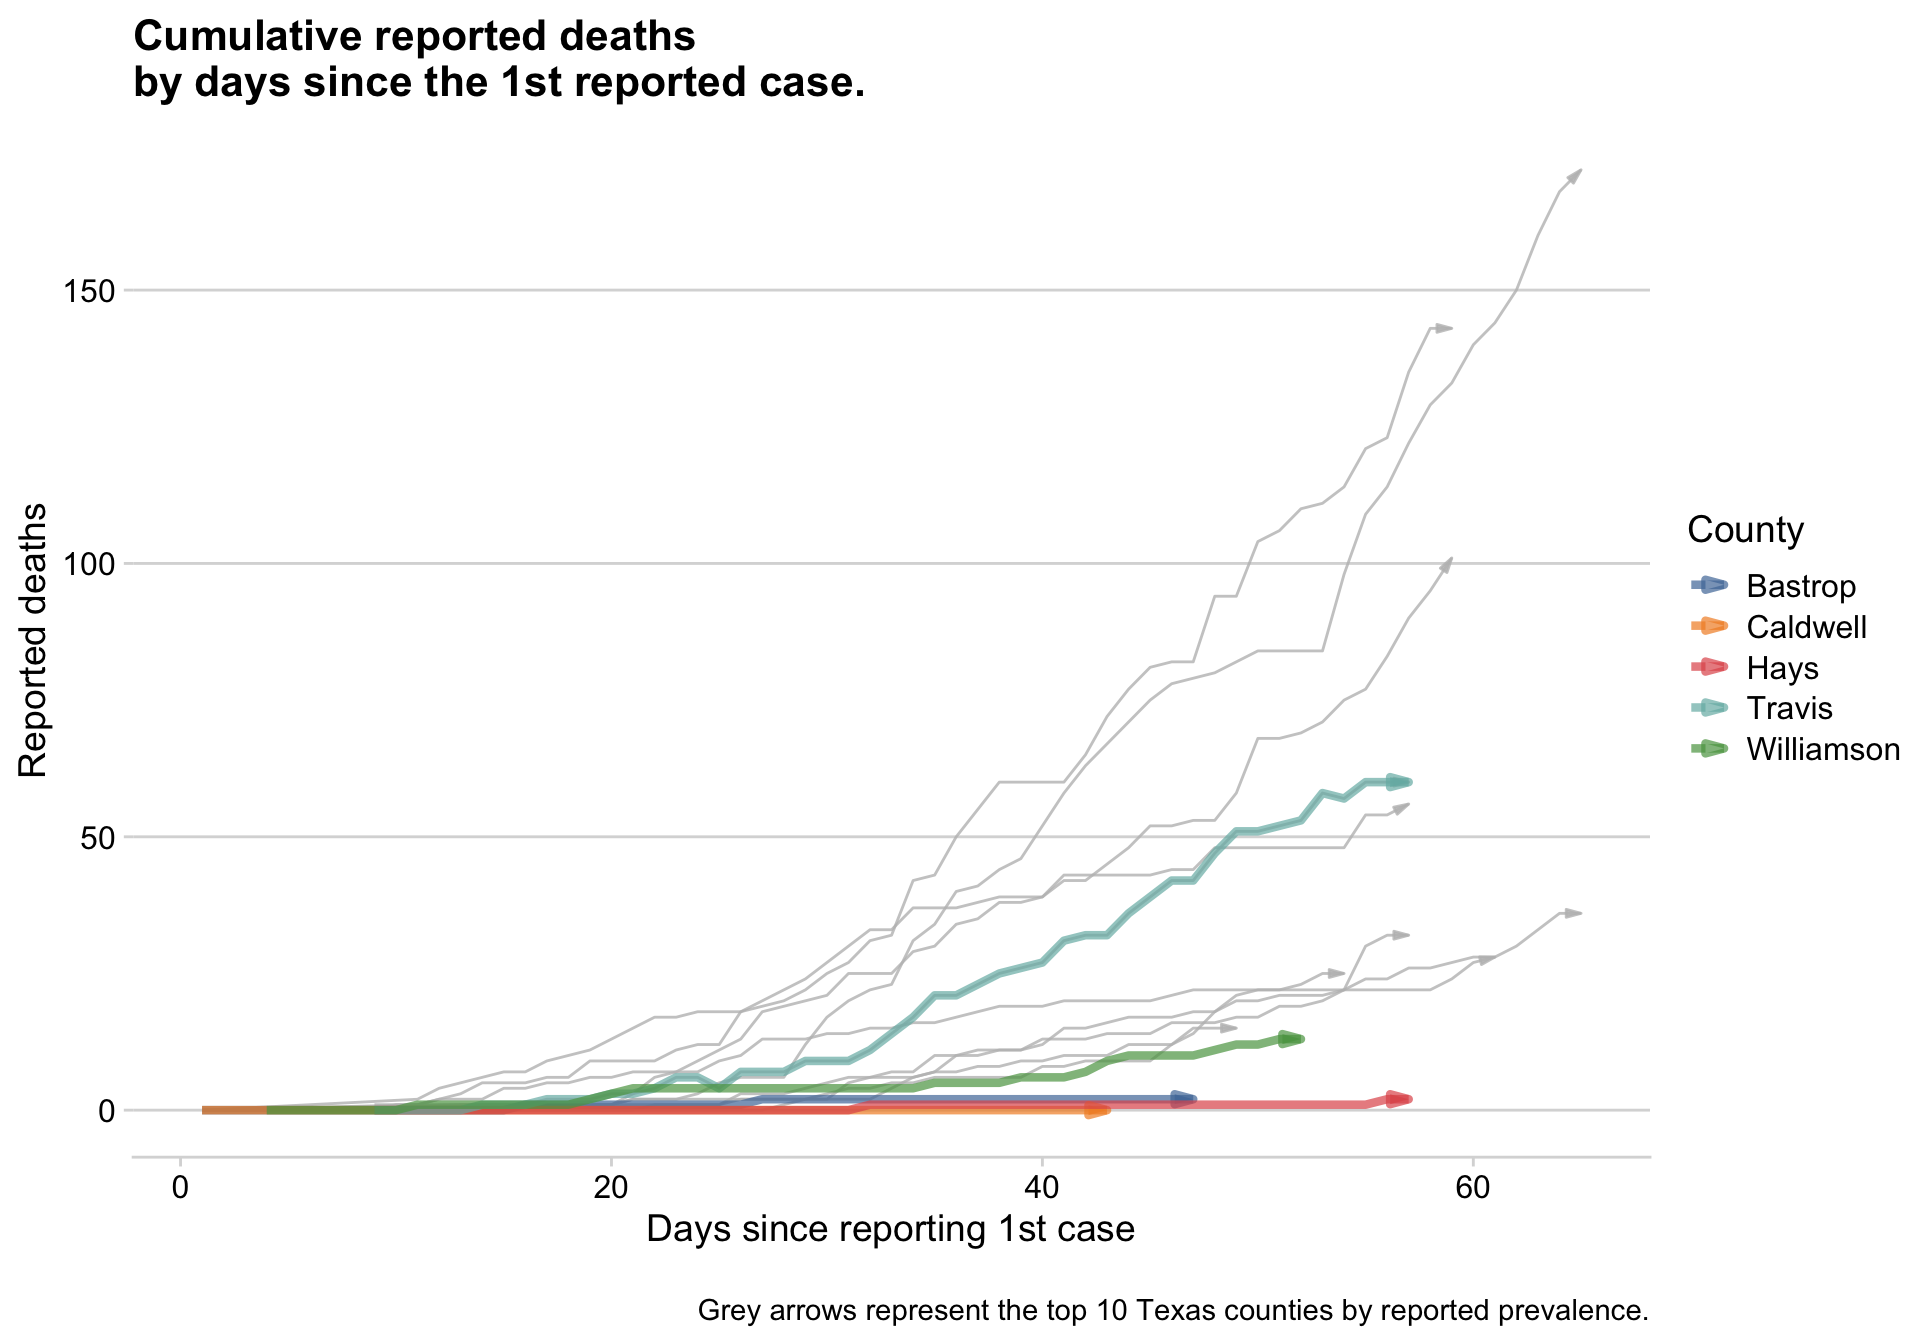 Cumulative reported deaths
by days since the 1st reported case.
150
100
50
0
Reported deaths
0 20 40 60
Days since reporting 1st case
County
Bastrop
Caldwell
Hays
Travis
Williamson
Grey arrows represent the top 10 Texas counties by reported prevalence.